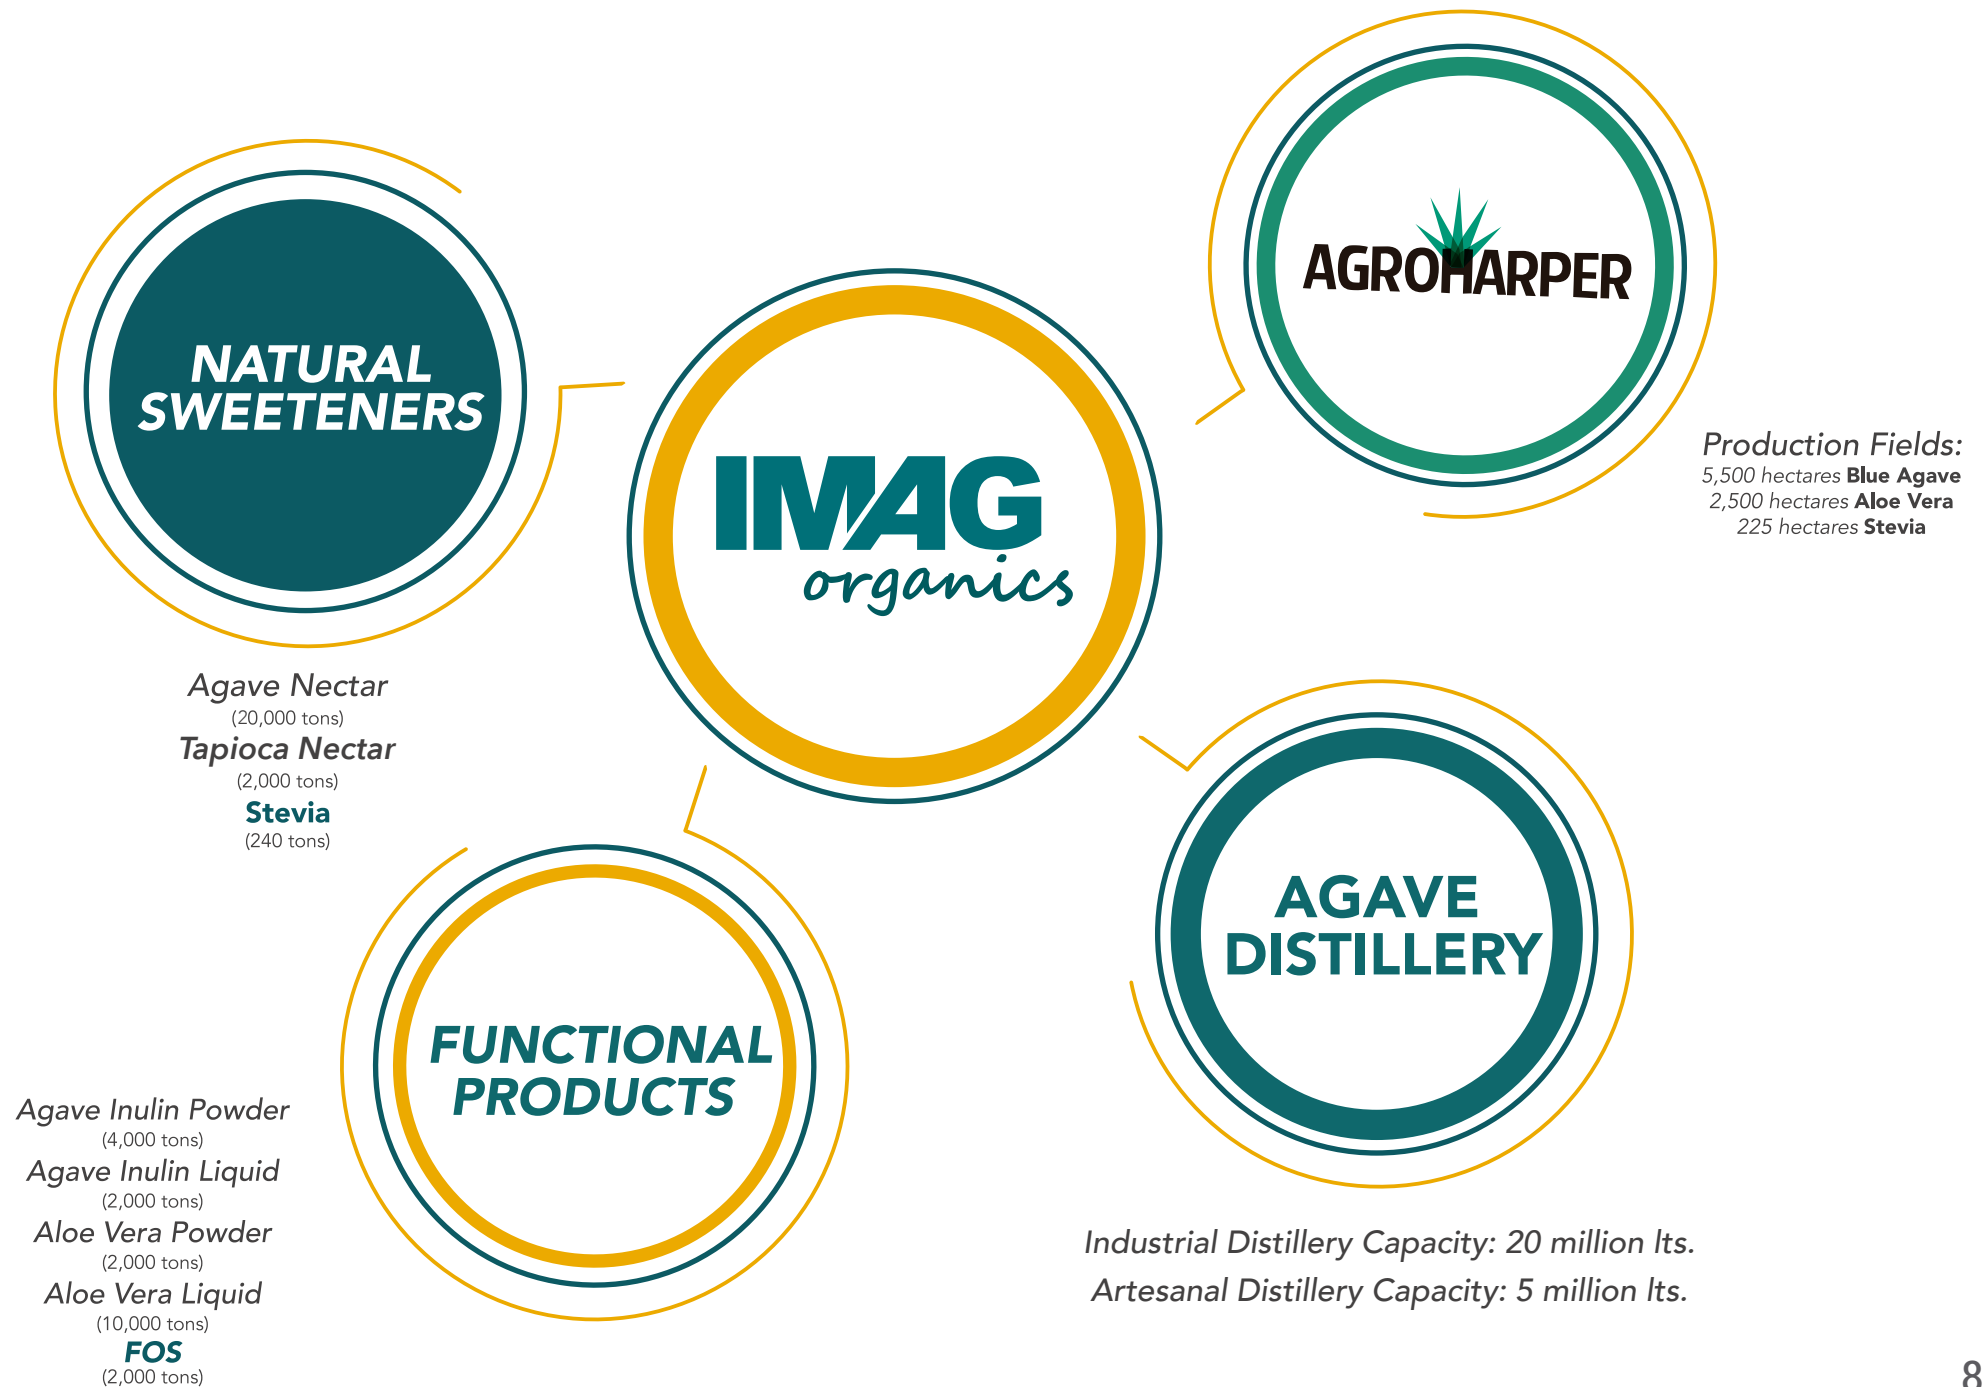 NATURAL
SWEETENERS
Agave Nectar
(20,000 tons)
Tapioca Nectar
(2,000 tons)
Stevia
(240 tons)
IMAG
organics
AGROHARPER
Production Fields:
5,500 hectares Blue Agave
2,500 hectares Aloe Vera
225 hectares Stevia
FUNCTIONAL
PRODUCTS
Agave Inulin Powder
(4,000 tons)
Agave Inulin Liquid
(2,000 tons)
Aloe Vera Powder
(2,000 tons)
Aloe Vera Liquid
(10,000 tons)
FOS
(2,000 tons)
AGAVE
DISTILLERY
Industrial Distillery Capacity: 20 million lts.
Artesanal Distillery Capacity: 5 million lts.
8